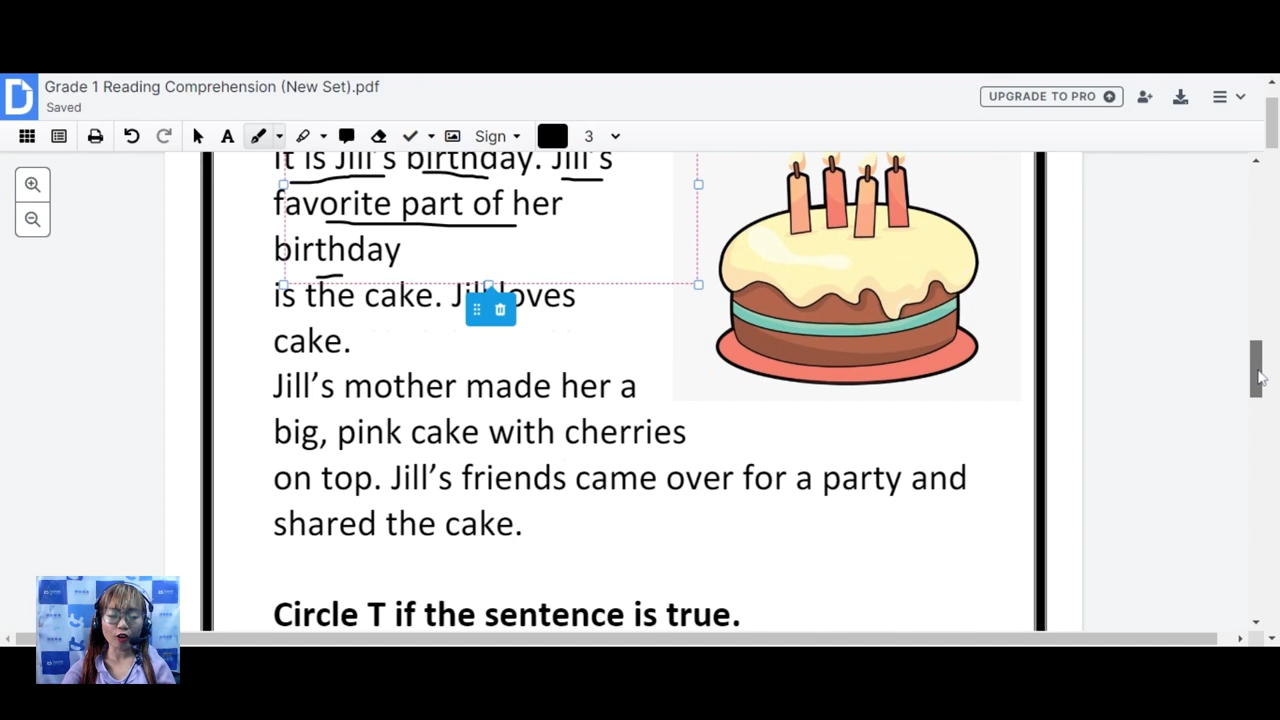 Grade 1 Reading Comprehension (New Set).pdf
Saved
UPGRADE TO PRO
Sign
3
It is Jill's birthday. Jill's
favorite part of her
birthday
is the cake. Jill loves
cake.
Jill's mother made her a
big, pink cake with cherries
on top. Jill's friends came over for a party and
shared the cake.
Circle T if the sentence is true.